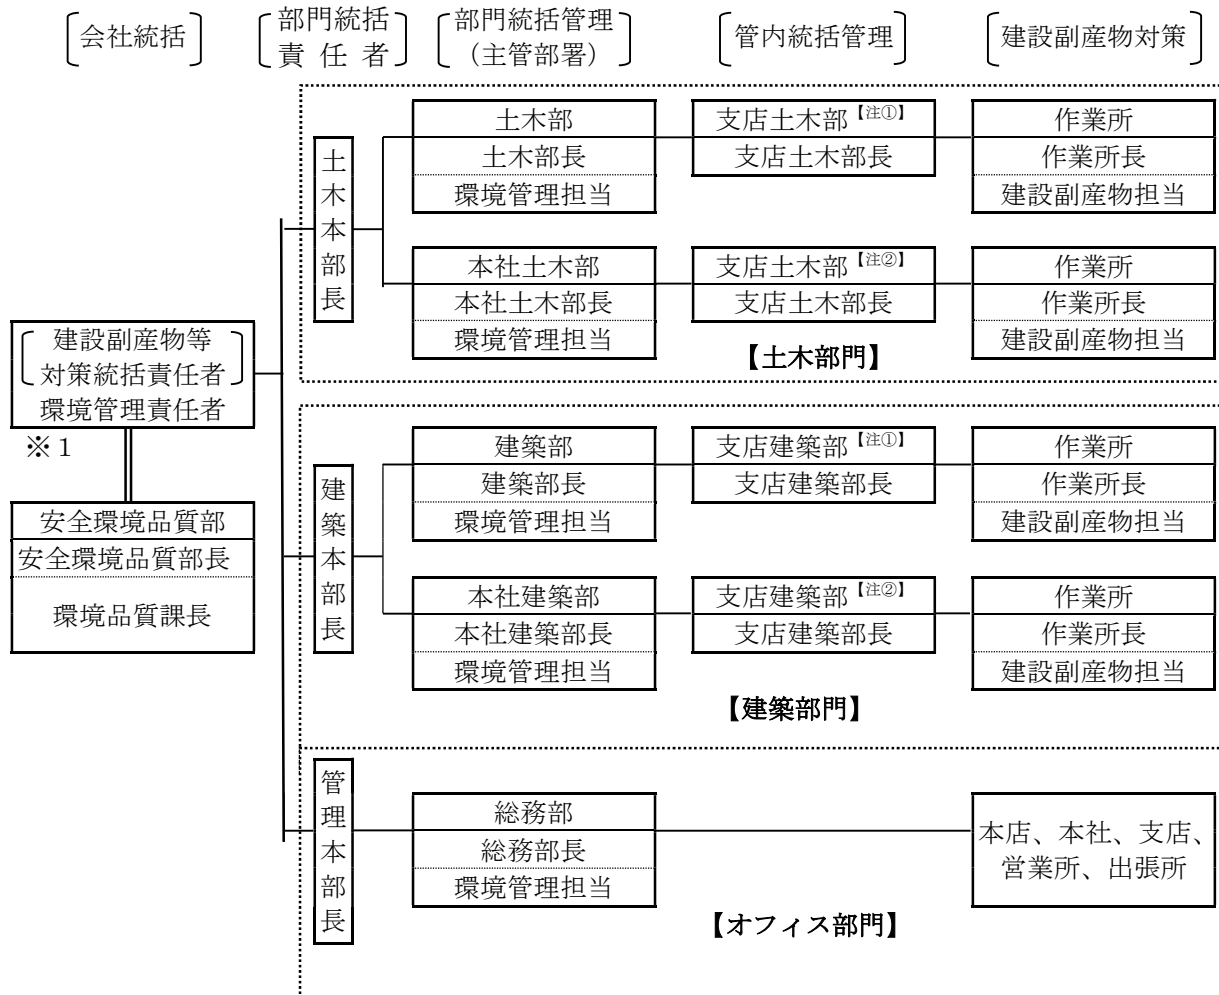 会社統括
部門統括
責任者
部門統括管理
（主管部署）
管内統括管理
建設副産物対策
土木本部長
土木部
土木部長
環境管理担当
支店土木部【注①】
支店土木部長
作業所
作業所長
建設副産物担当
本社土木部
本社土木部長
環境管理担当
支店土木部【注②】
支店土木部長
作業所
作業所長
建設副産物担当
【土木部門】
建設副産物等
対策統括責任者
環境管理責任者
※１
安全環境品質部
安全環境品質部長
環境品質課長
建築本部長
建築部
建築部長
環境管理担当
支店建築部【注①】
支店建築部長
作業所
作業所長
建設副産物担当
本社建築部
本社建築部長
環境管理担当
支店建築部【注②】
支店建築部長
作業所
作業所長
建設副産物担当
【建築部門】
管理本部長
総務部
総務部長
環境管理担当
本店、本社、支店、
営業所、出張所
【オフィス部門】